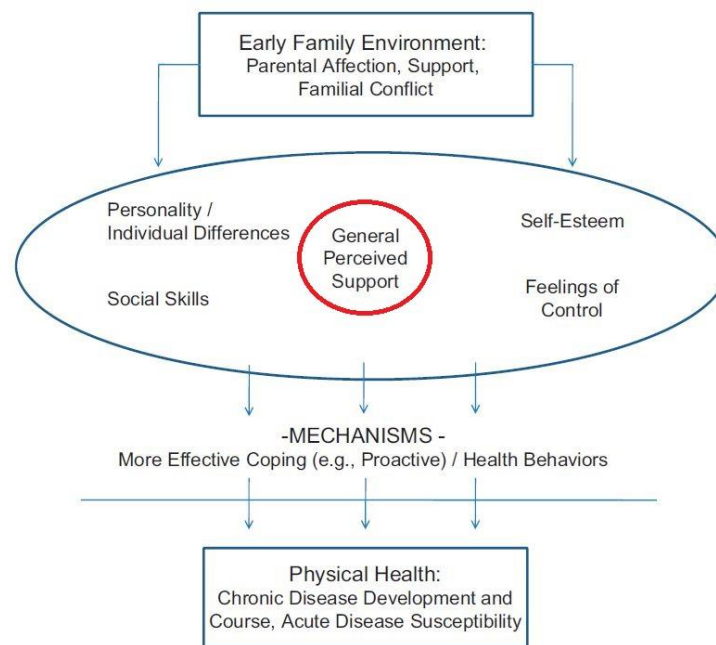 Early Family Environment:
Parental Affection, Support,
Familial Conflict
Personality /
Individual Differences
General
Perceived
Support
Self-Esteem
Social Skills
Feelings of
Control
-MECHANISMS -
More Effective Coping (e.g., Proactive) / Health Behaviors
Physical Health:
Chronic Disease Development and
Course, Acute Disease Susceptibility